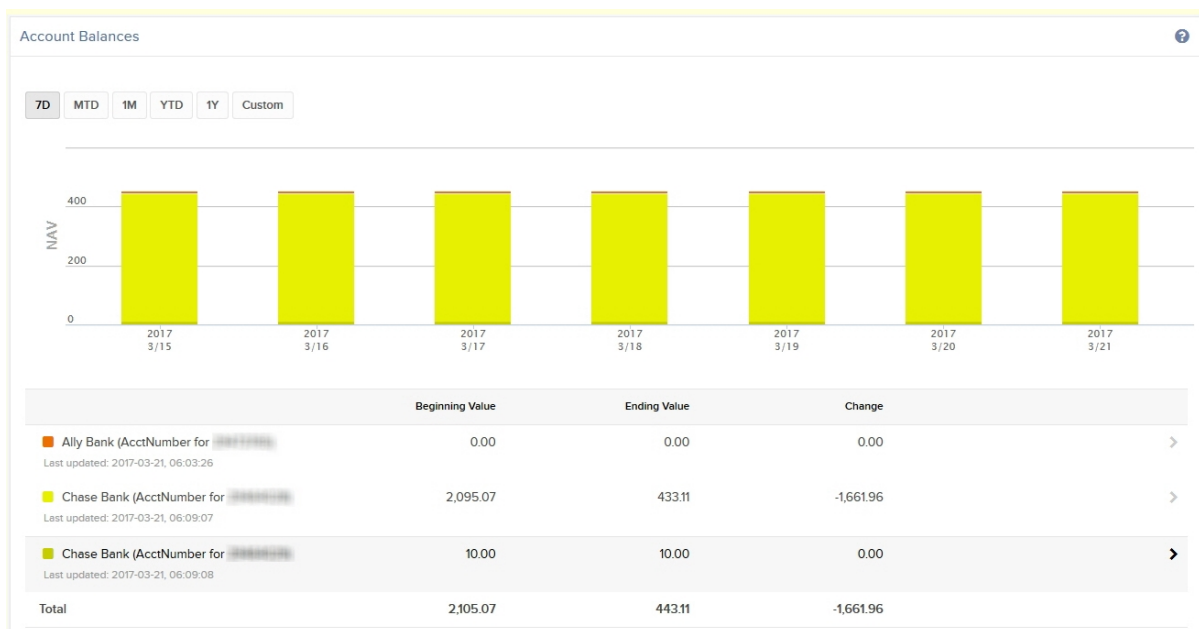 Account Balances
?
7D MTD 1M YTD 1Y Custom
NAV
400
200
0
2017 2017 2017 2017 2017 2017 2017
3/15 3/16 3/17 3/18 3/19 3/20 3/21
Beginning Value Ending Value Change
Ally Bank (AcctNumber for
0.00 0.00 0.00
Last updated: 2017-03-21, 06:03:26
Chase Bank (AcctNumber for
2,095.07 433.11 -1,661.96
Last updated: 2017-03-21, 06:09:07
Chase Bank (AcctNumber for
10.00 10.00 0.00
Last updated: 2017-03-21, 06:09:08
Total 2,105.07 443.11 -1,661.96